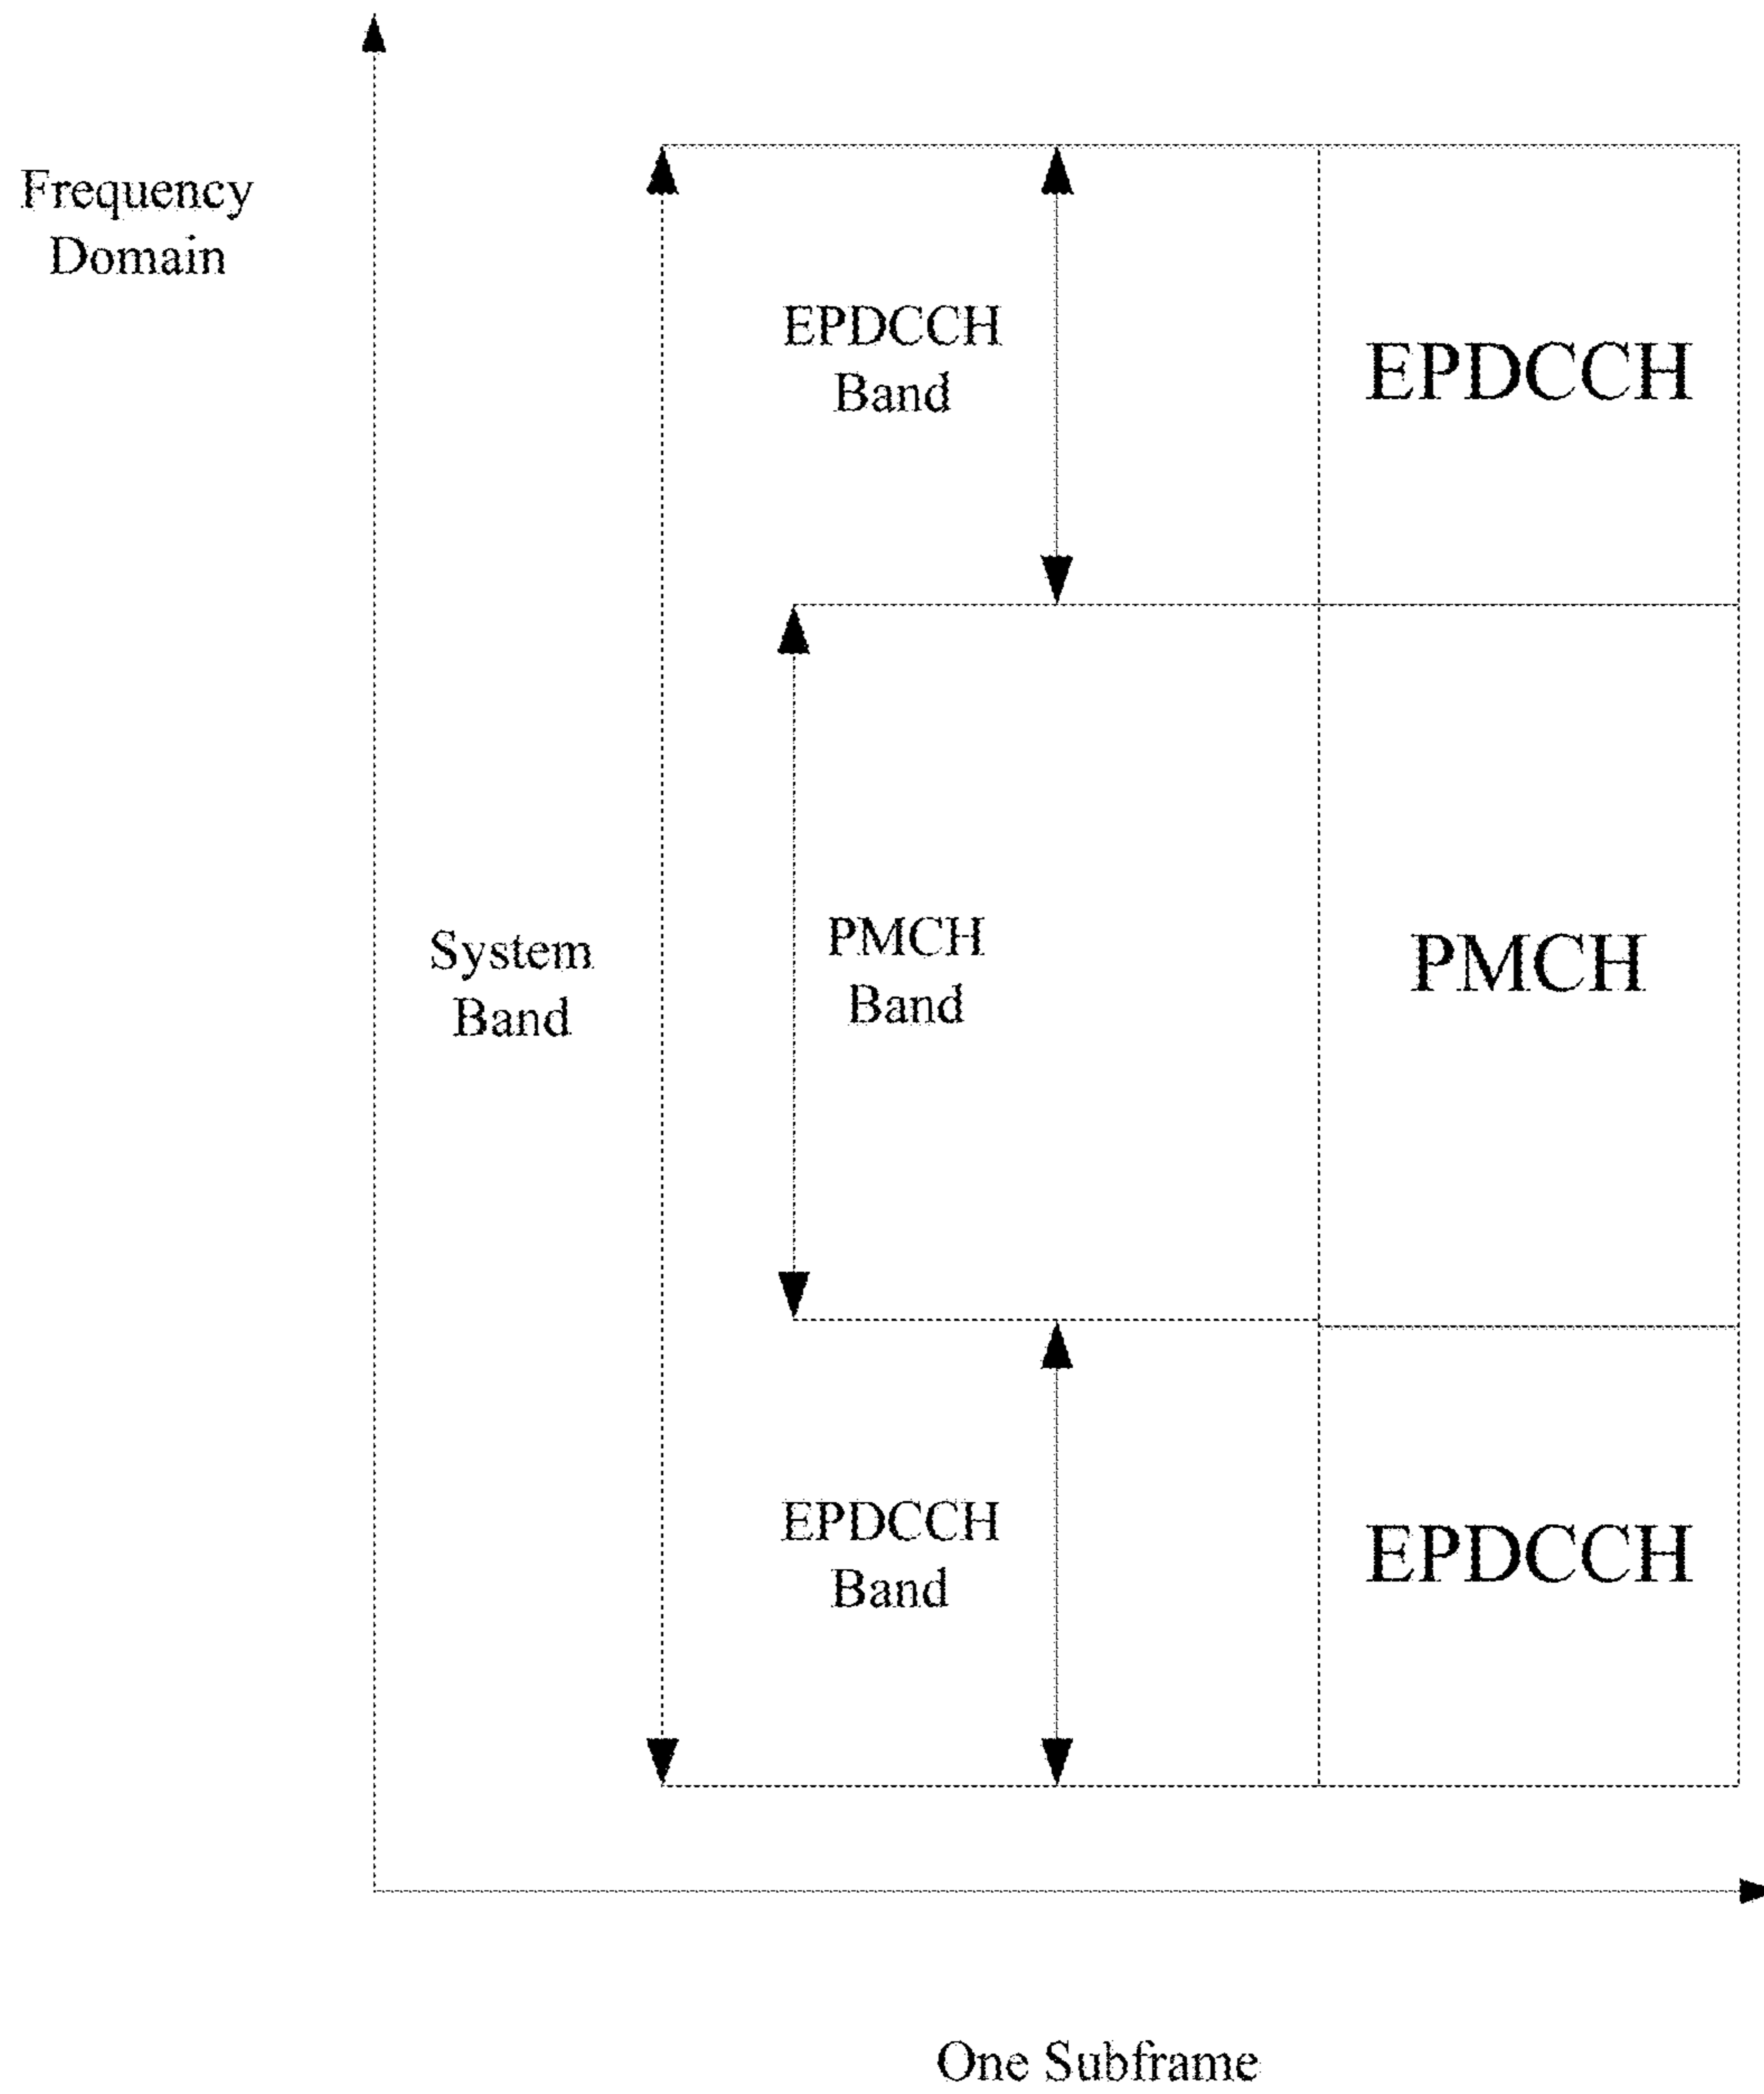 Frequency
Domain
EPDCCH
Band
EPDCCH
System
Band
PMCH
Band
PMCH
EPDCCH
Band
EPDCCH
One Subframe